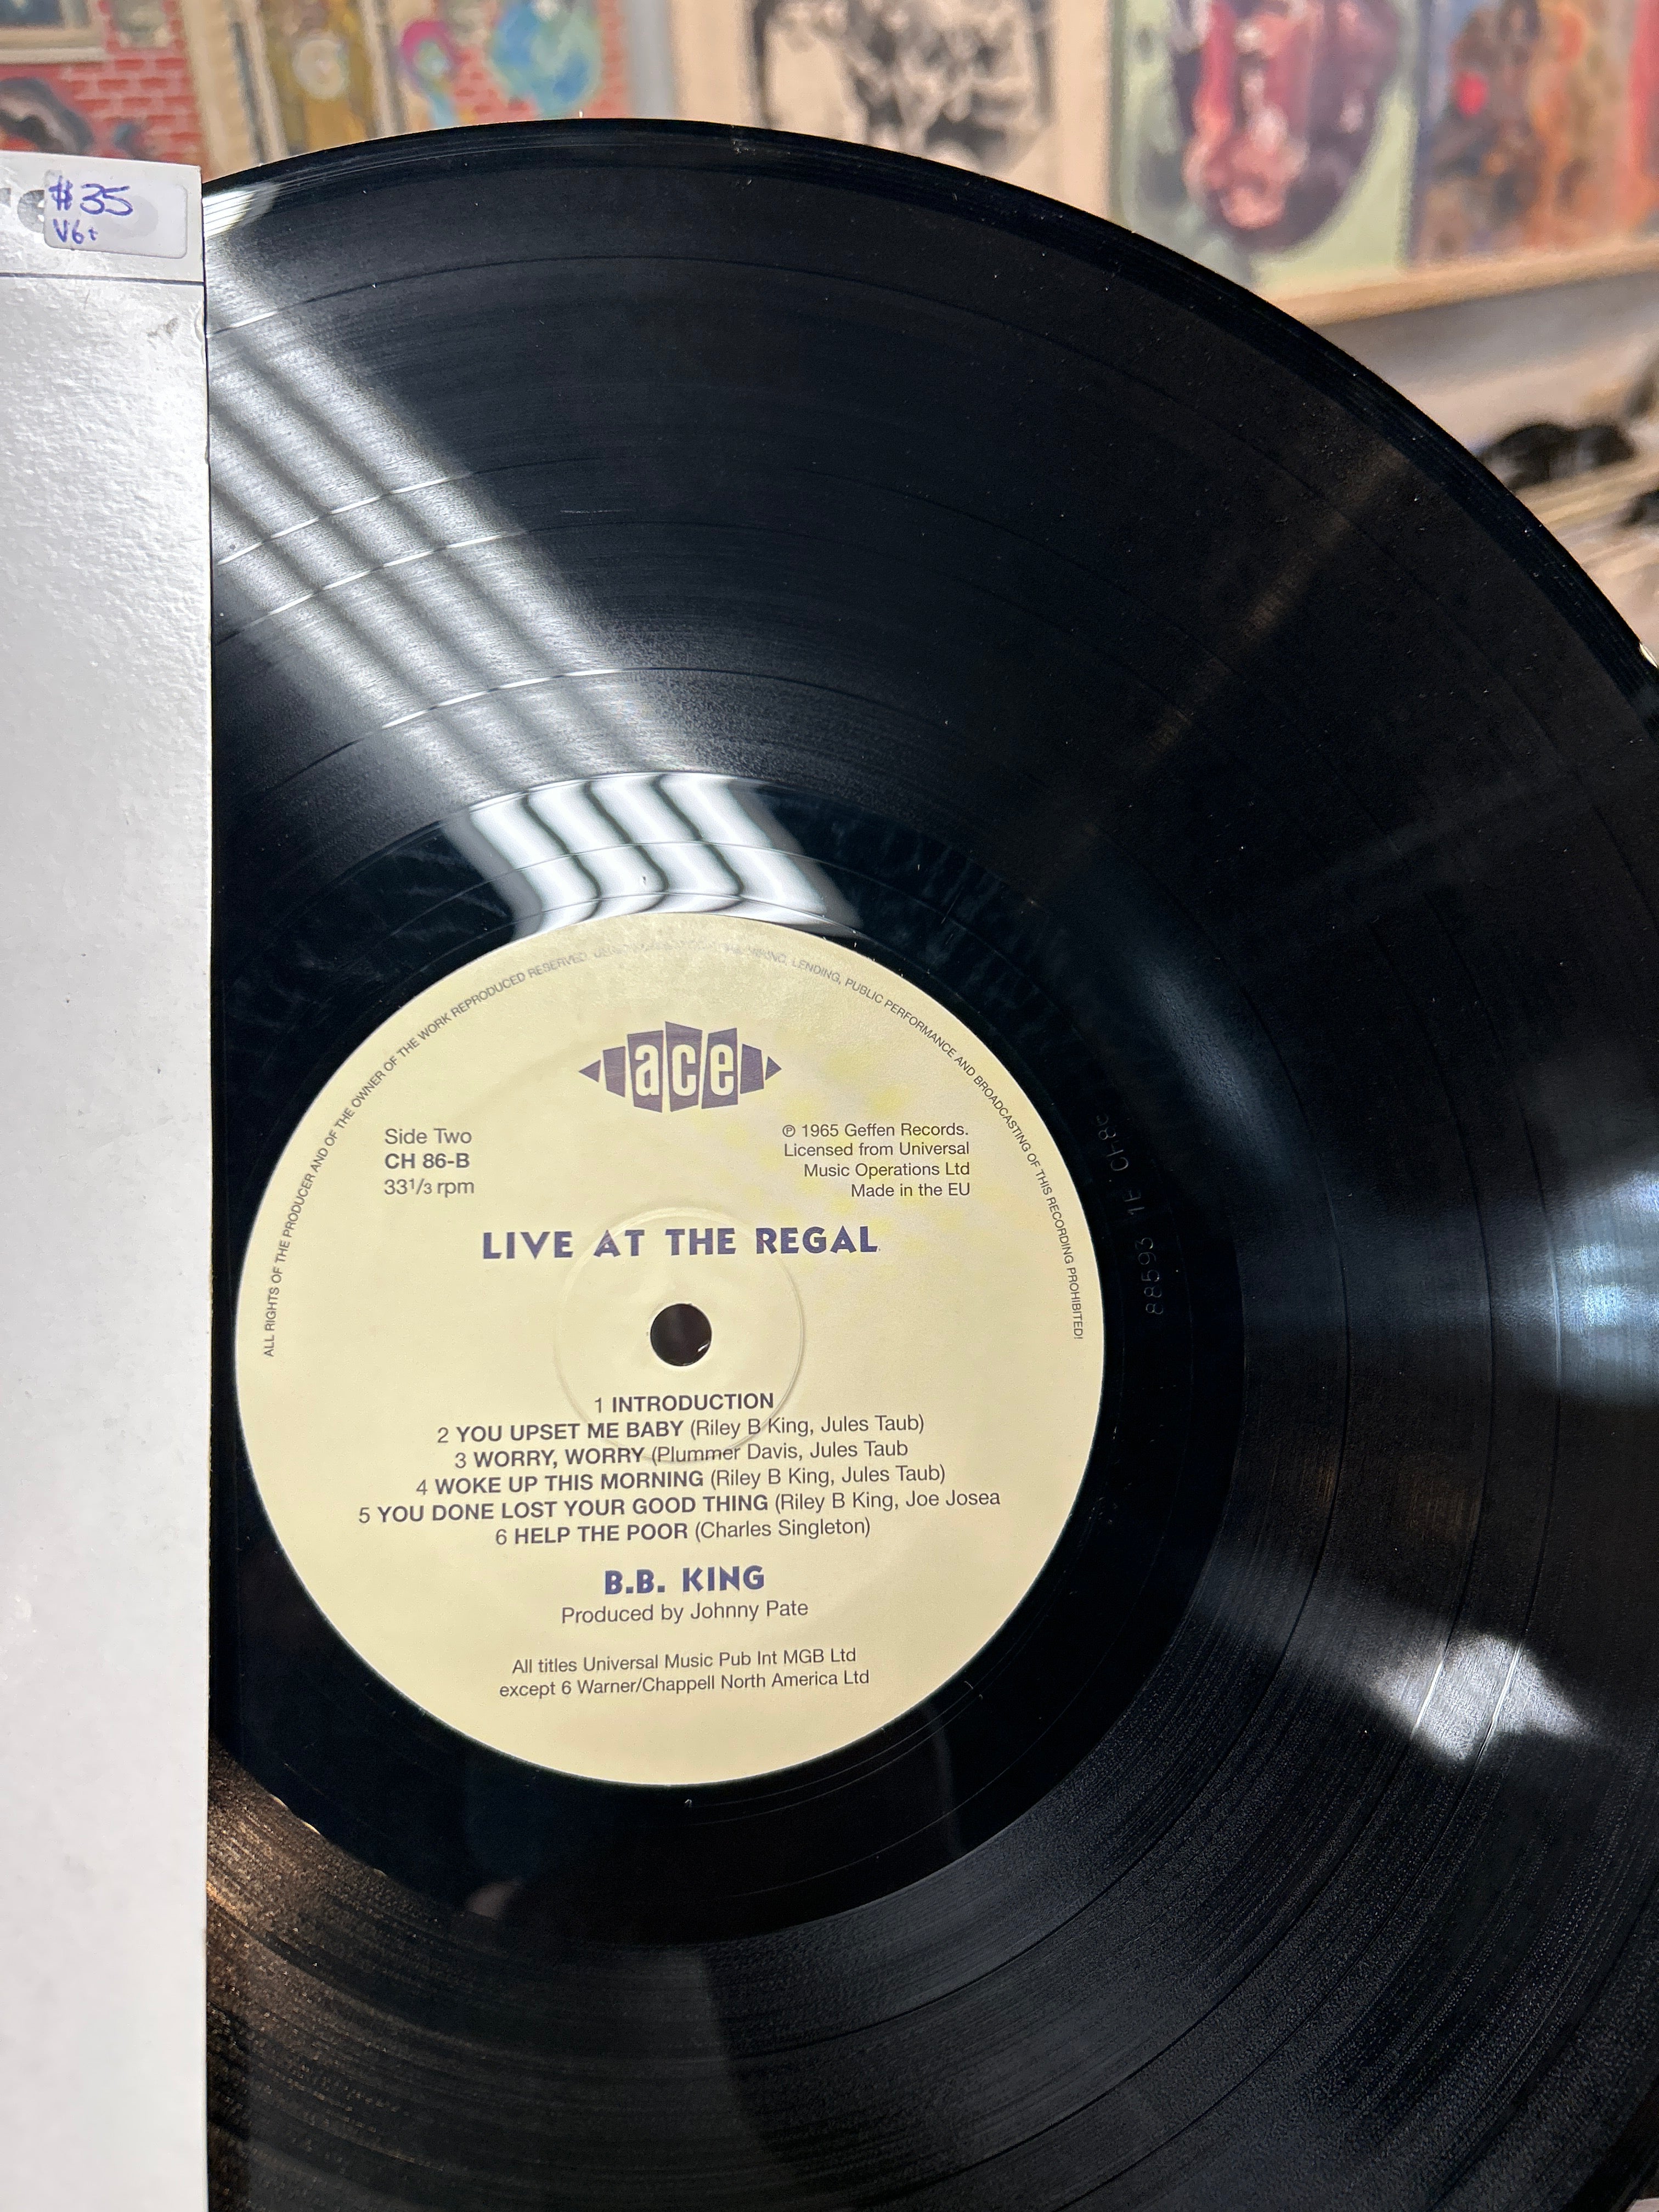 $35
VG+
ALL RIGHTS OF THE PRODUCER AND OF THE OWNER OF THE WORK REPRODUCED RESERVED. LENDING, PUBLIC PERFORMANCE AND BROADCASTING OF THIS RECORDING PROHIBITED!
ace
Side Two
CH 86-B
33 1/3 rpm
℗ 1965 Geffen Records.
Licensed from Universal
Music Operations Ltd
Made in the EU
LIVE AT THE REGAL
1 INTRODUCTION
2 YOU UPSET ME BABY (Riley B King, Jules Taub)
3 WORRY, WORRY (Plummer Davis, Jules Taub
4 WOKE UP THIS MORNING (Riley B King, Jules Taub)
5 YOU DONE LOST YOUR GOOD THING (Riley B King, Joe Josea
6 HELP THE POOR (Charles Singleton)
B.B. KING
Produced by Johnny Pate
All titles Universal Music Pub Int MGB Ltd
except 6 Warner/Chappell North America Ltd
88593 1E